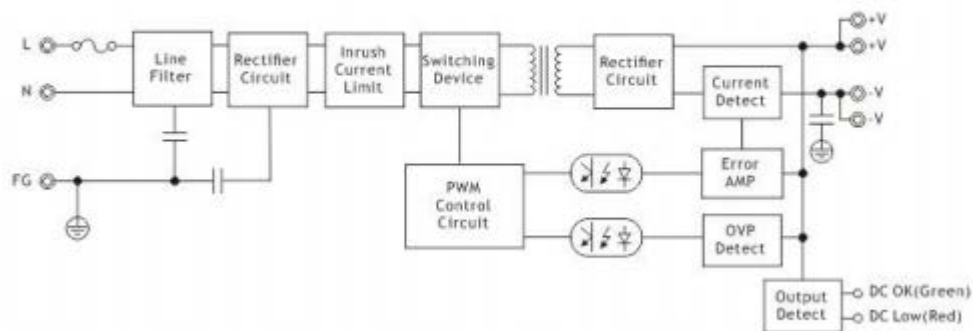 L
N
FG
Line
Filter
Rectifier
Circuit
Inrush
Current
Limit
Switching
Device
Rectifier
Circuit
Current
Detect
+V
+V
-V
-V
PWM
Control
Circuit
Error
AMP
OVP
Detect
Output
Detect
DC OK(Green)
DC Low(Red)